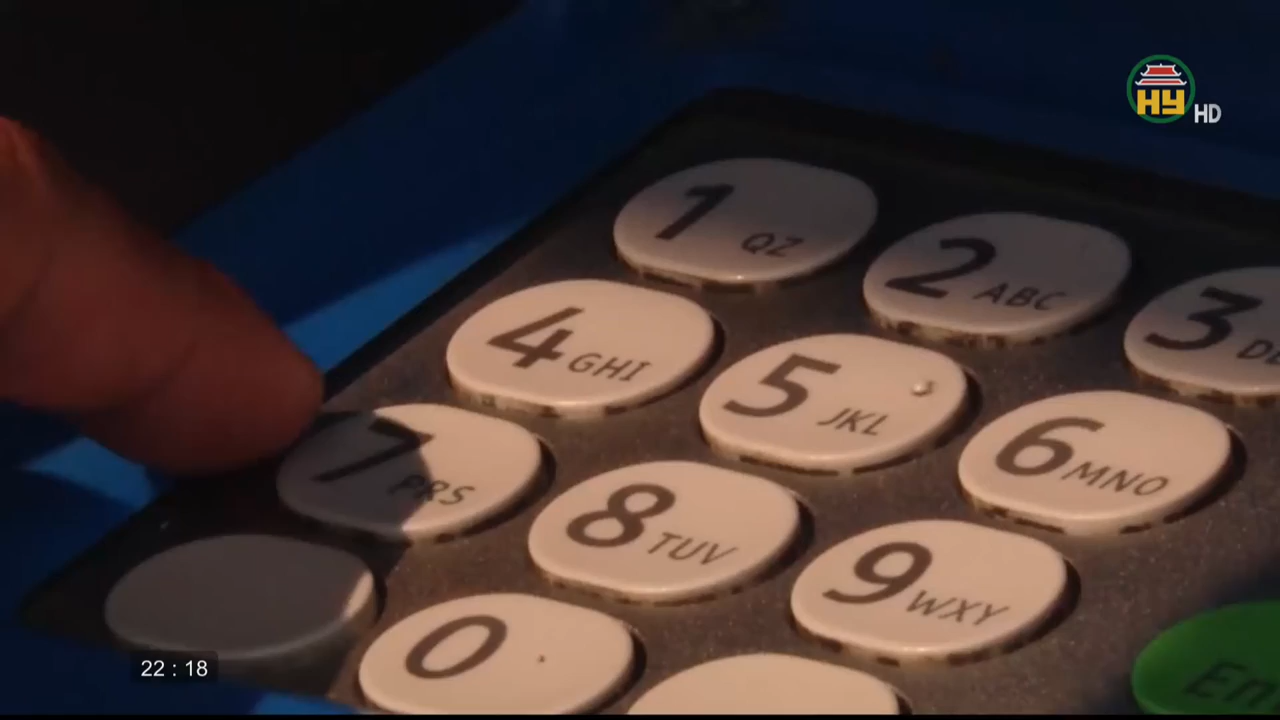 HY HD
1 QZ
2 ABC
3
4 GHI
5 JKL
6 MNO
7 PRS
8 TUV
9 WXY
0
22 : 18